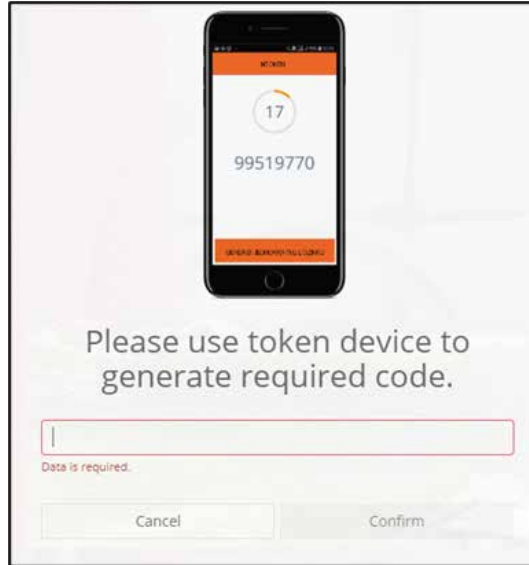 17
99519770
Please use token device to
generate required code.
Data is required.
Cancel
Confirm